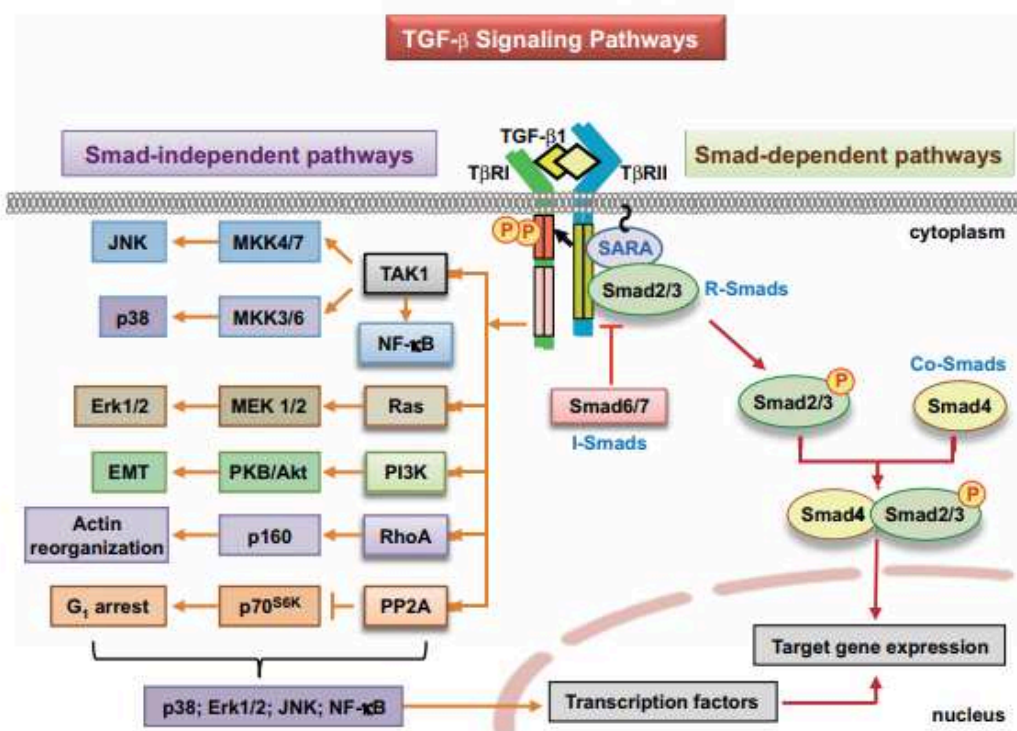 TGF-β Signaling Pathways
Smad-independent pathways
TGF-β1
TβRI
TβRII
Smad-dependent pathways
cytoplasm
JNK
MKK4/7
TAK1
P
P
SARA
Smad2/3
R-Smads
p38
MKK3/6
NF-κB
Co-Smads
Erk1/2
MEK 1/2
Ras
Smad6/7
I-Smads
Smad2/3
P
Smad4
EMT
PKB/Akt
PI3K
Actin
reorganization
p160
RhoA
Smad4
Smad2/3
P
G₁ arrest
p70ˢ⁶ᴷ
PP2A
Target gene expression
p38; Erk1/2; JNK; NF-κB
Transcription factors
nucleus